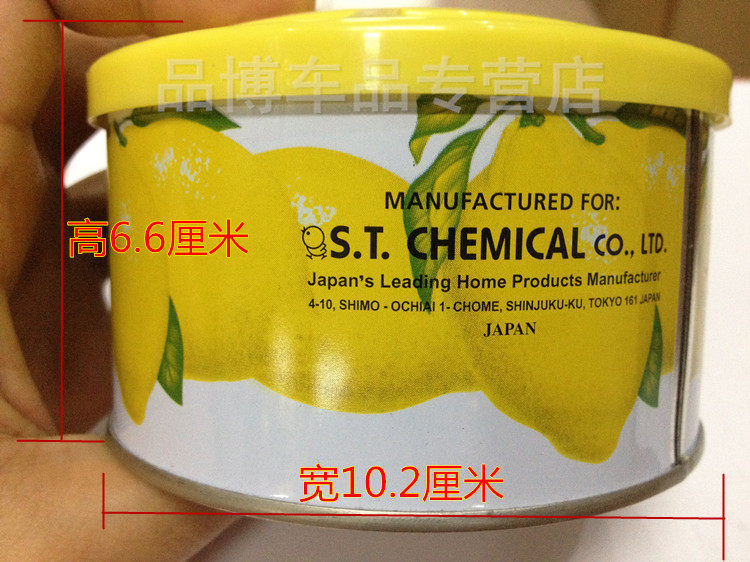 品博车品专营店
MANUFACTURED FOR:
S.T. CHEMICAL CO., LTD.
高6.6厘米
Japan's Leading Home Products Manufacturer
4-10, SHIMO - OCHIAI 1- CHOME, SHINJUKU-KU, TOKYO 161 JAPAN
JAPAN
宽10.2厘米